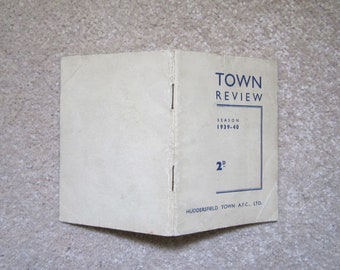 TOWN
REVIEW
SEASON
1939-40
2D
HUDDERSFIELD TOWN A.F.C., LTD.